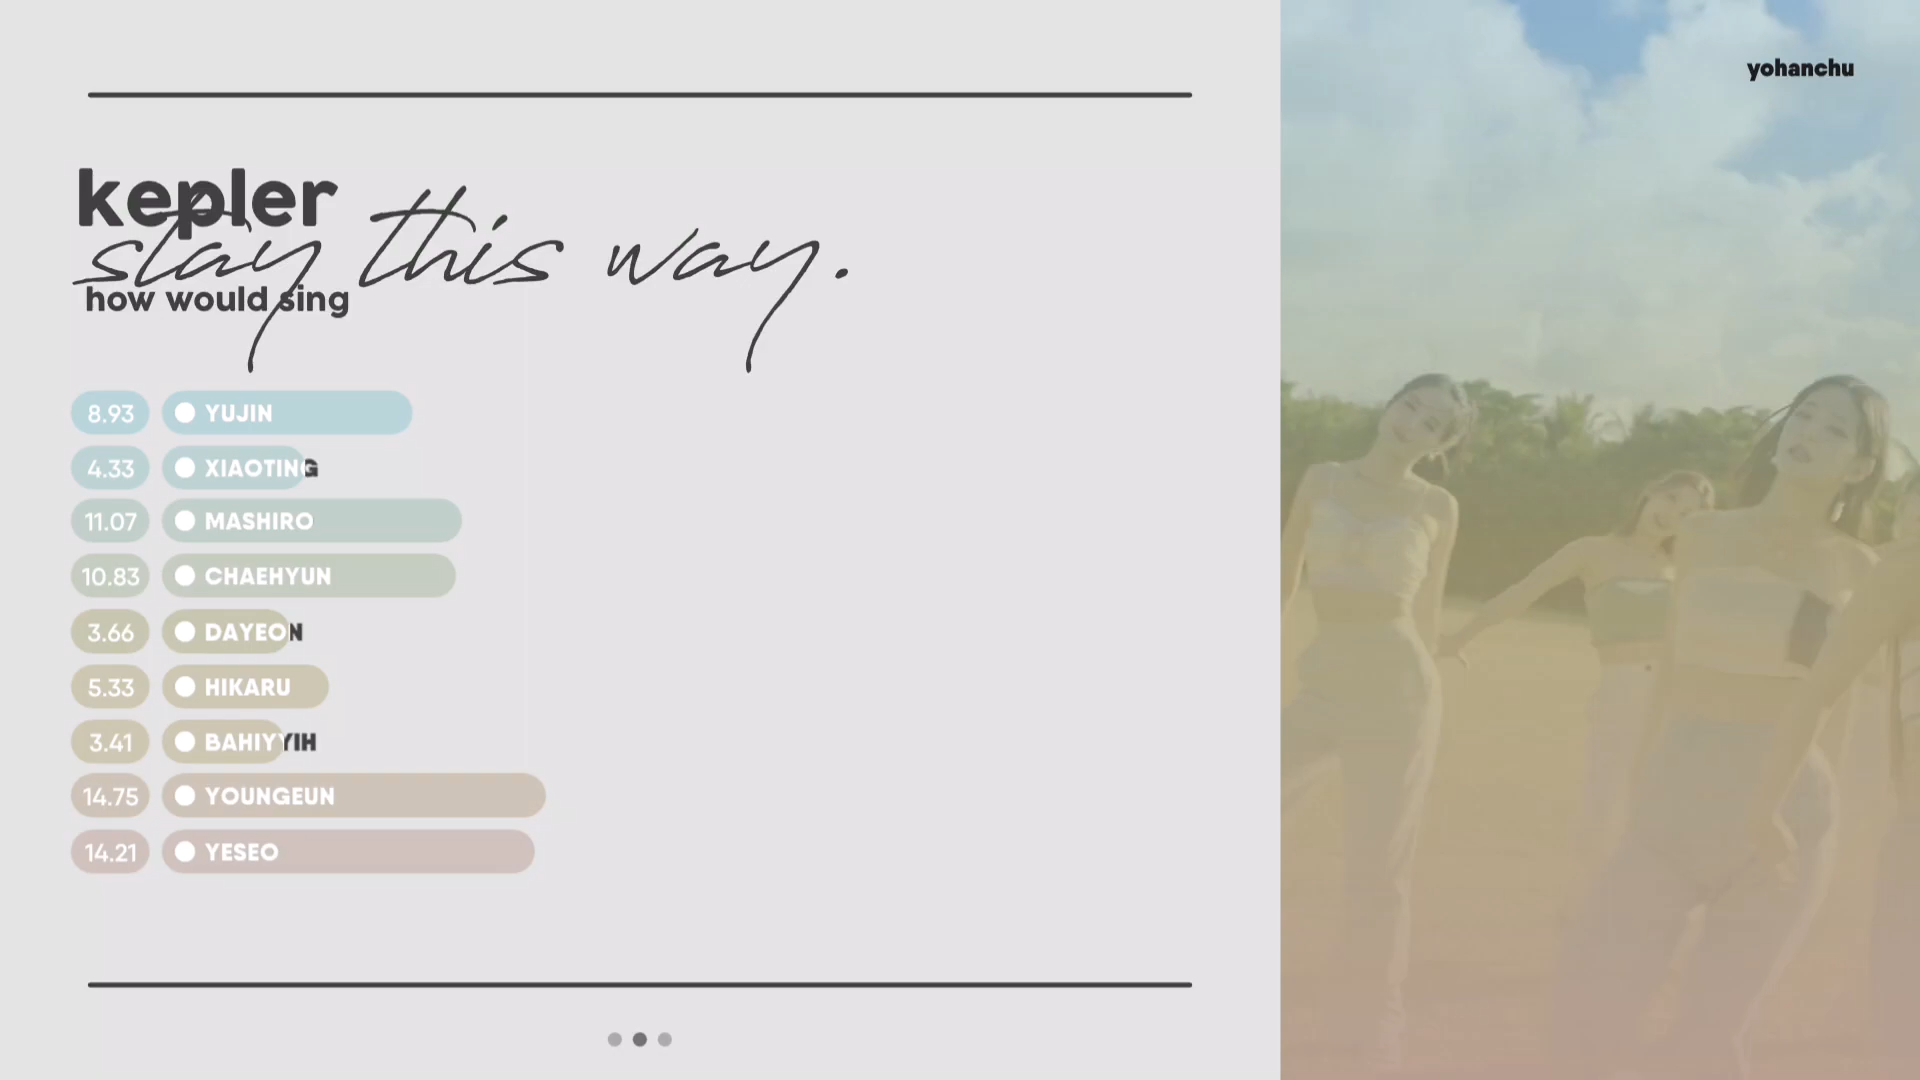 yohanchu
kepler
stay this way.
how would sing
8.93 YUJIN
4.33 XIAOTING
11.07 MASHIRO
10.83 CHAEHYUN
3.66 DAYEON
5.33 HIKARU
3.41 BAHIYYIH
14.75 YOUNGEUN
14.21 YESEO